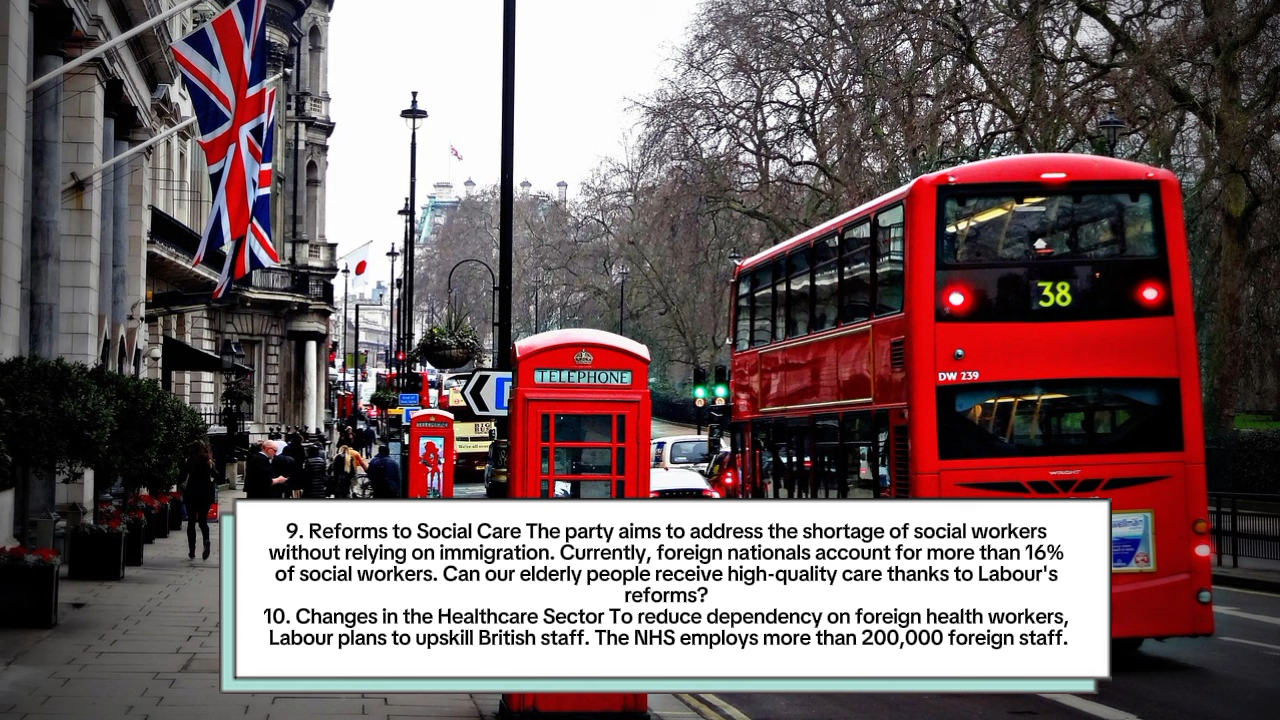 TELEPHONE
TELEPHONE
38
DW 239
WRIGHT
9. Reforms to Social Care The party aims to address the shortage of social workers
without relying on immigration. Currently, foreign nationals account for more than 16%
of social workers. Can our elderly people receive high-quality care thanks to Labour's
reforms?
10. Changes in the Healthcare Sector To reduce dependency on foreign health workers,
Labour plans to upskill British staff. The NHS employs more than 200,000 foreign staff.